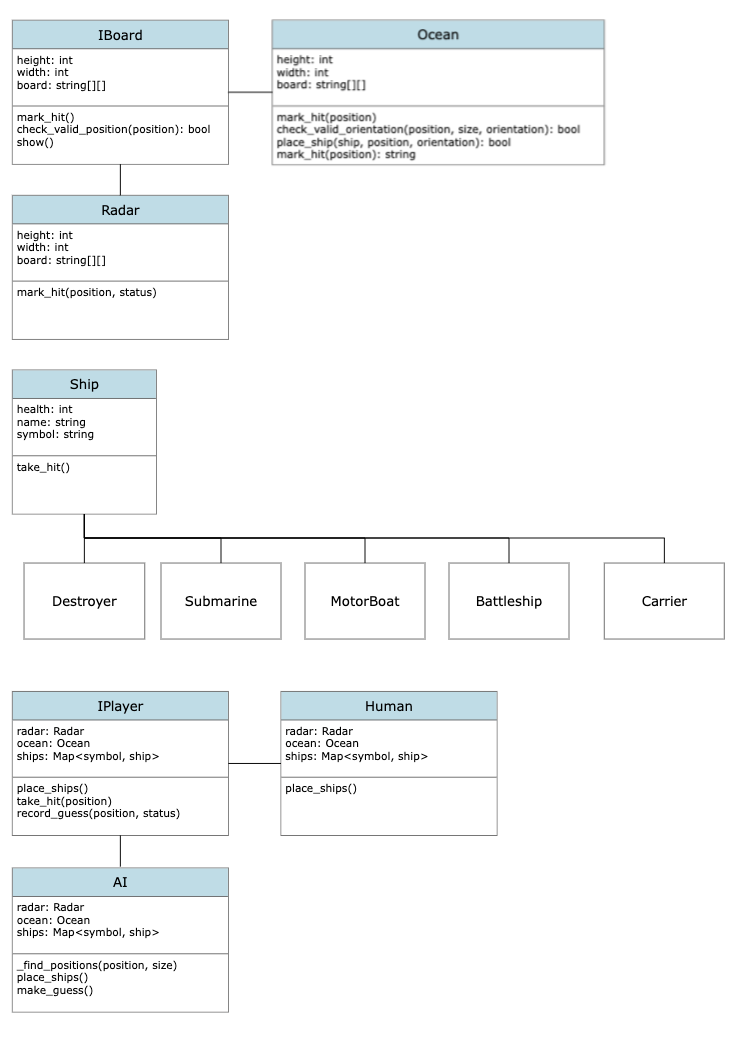 IBoard
height: int
width: int
board: string[][]
mark_hit()
check_valid_position(position): bool
show()
Ocean
height: int
width: int
board: string[][]
mark_hit(position)
check_valid_orientation(position, size, orientation): bool
place_ship(ship, position, orientation): bool
mark_hit(position): string
Radar
height: int
width: int
board: string[][]
mark_hit(position, status)
Ship
health: int
name: string
symbol: string
take_hit()
Destroyer
Submarine
MotorBoat
Battleship
Carrier
IPlayer
radar: Radar
ocean: Ocean
ships: Map<symbol, ship>
place_ships()
take_hit(position)
record_guess(position, status)
Human
radar: Radar
ocean: Ocean
ships: Map<symbol, ship>
place_ships()
AI
radar: Radar
ocean: Ocean
ships: Map<symbol, ship>
_find_positions(position, size)
place_ships()
make_guess()